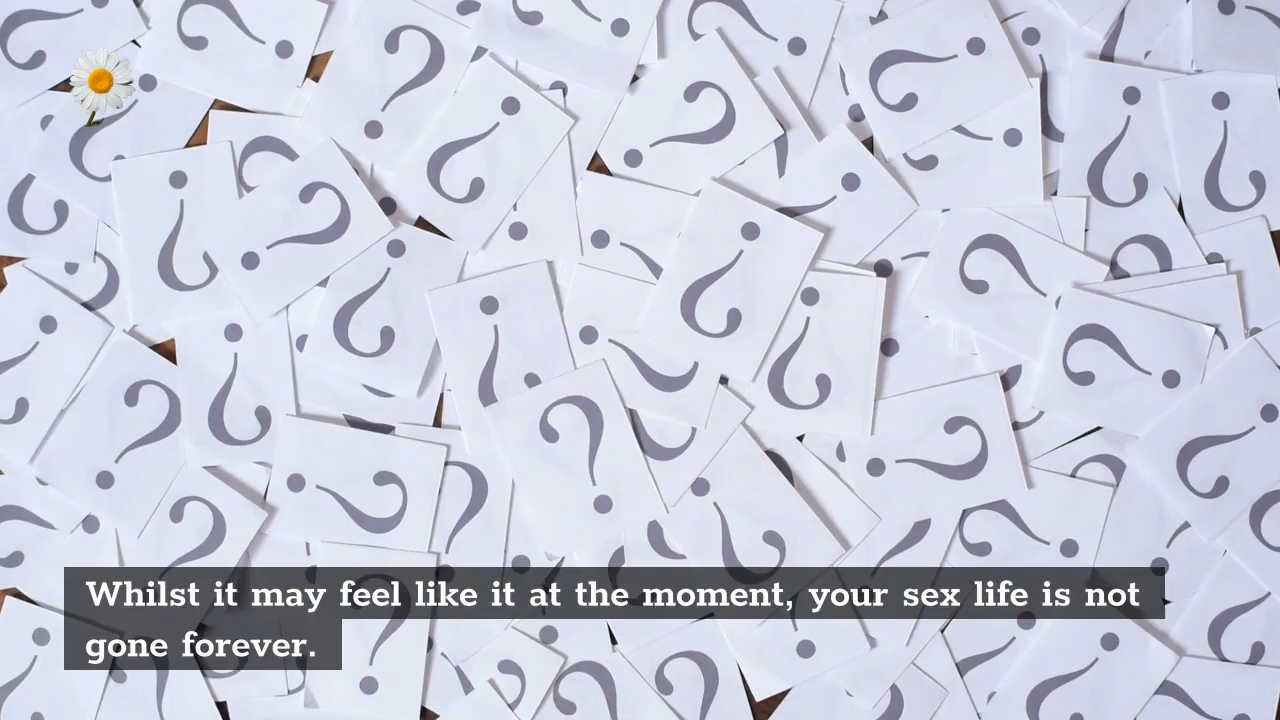 Whilst it may feel like it at the moment, your sex life is not
gone forever.